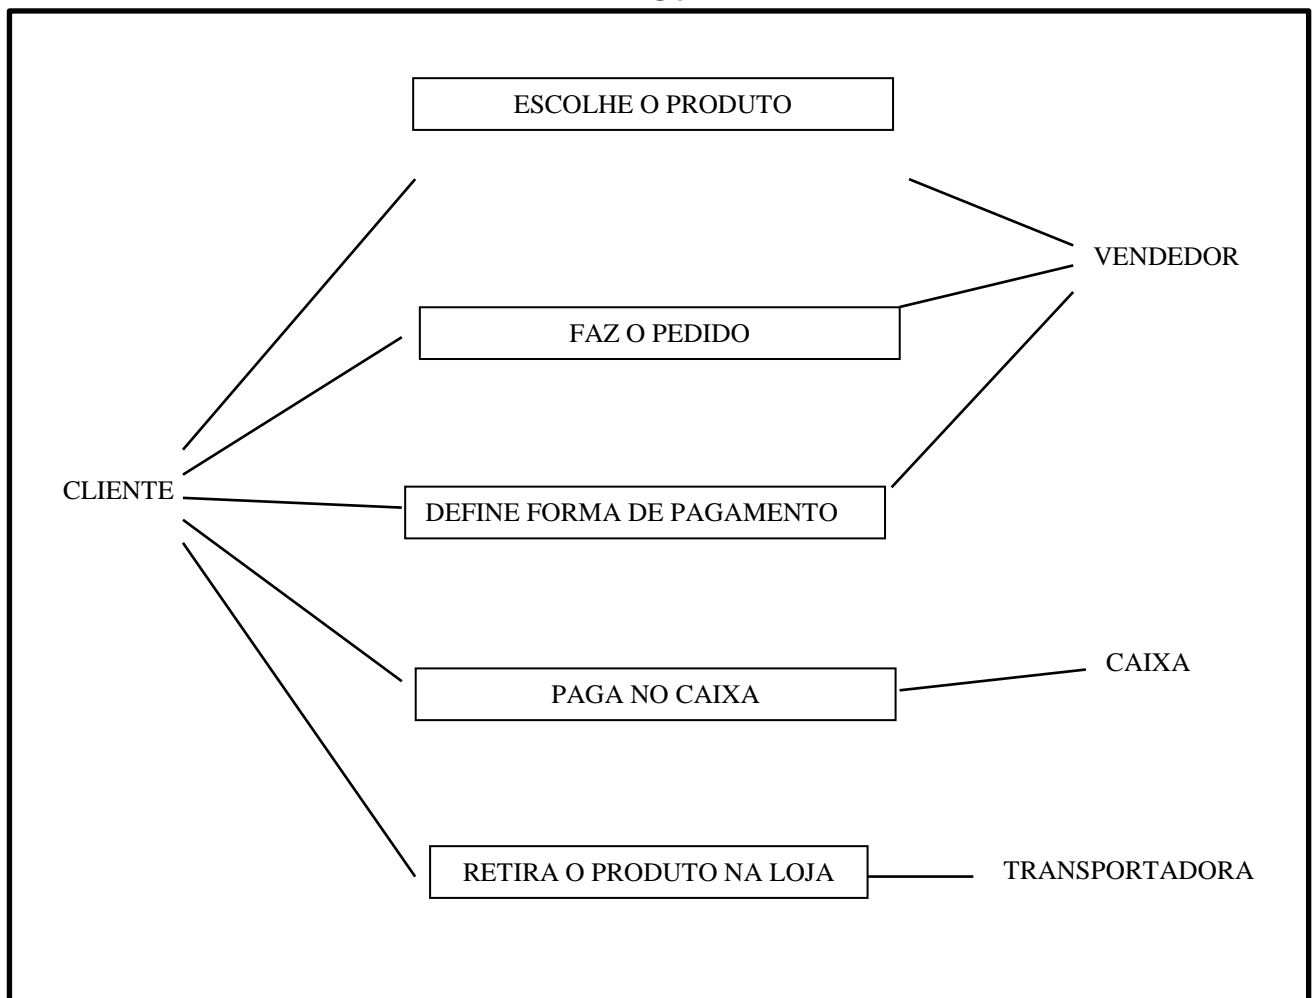 ESCOLHE O PRODUTO
VENDEDOR
FAZ O PEDIDO
CLIENTE
DEFINE FORMA DE PAGAMENTO
CAIXA
PAGA NO CAIXA
RETIRA O PRODUTO NA LOJA
TRANSPORTADORA